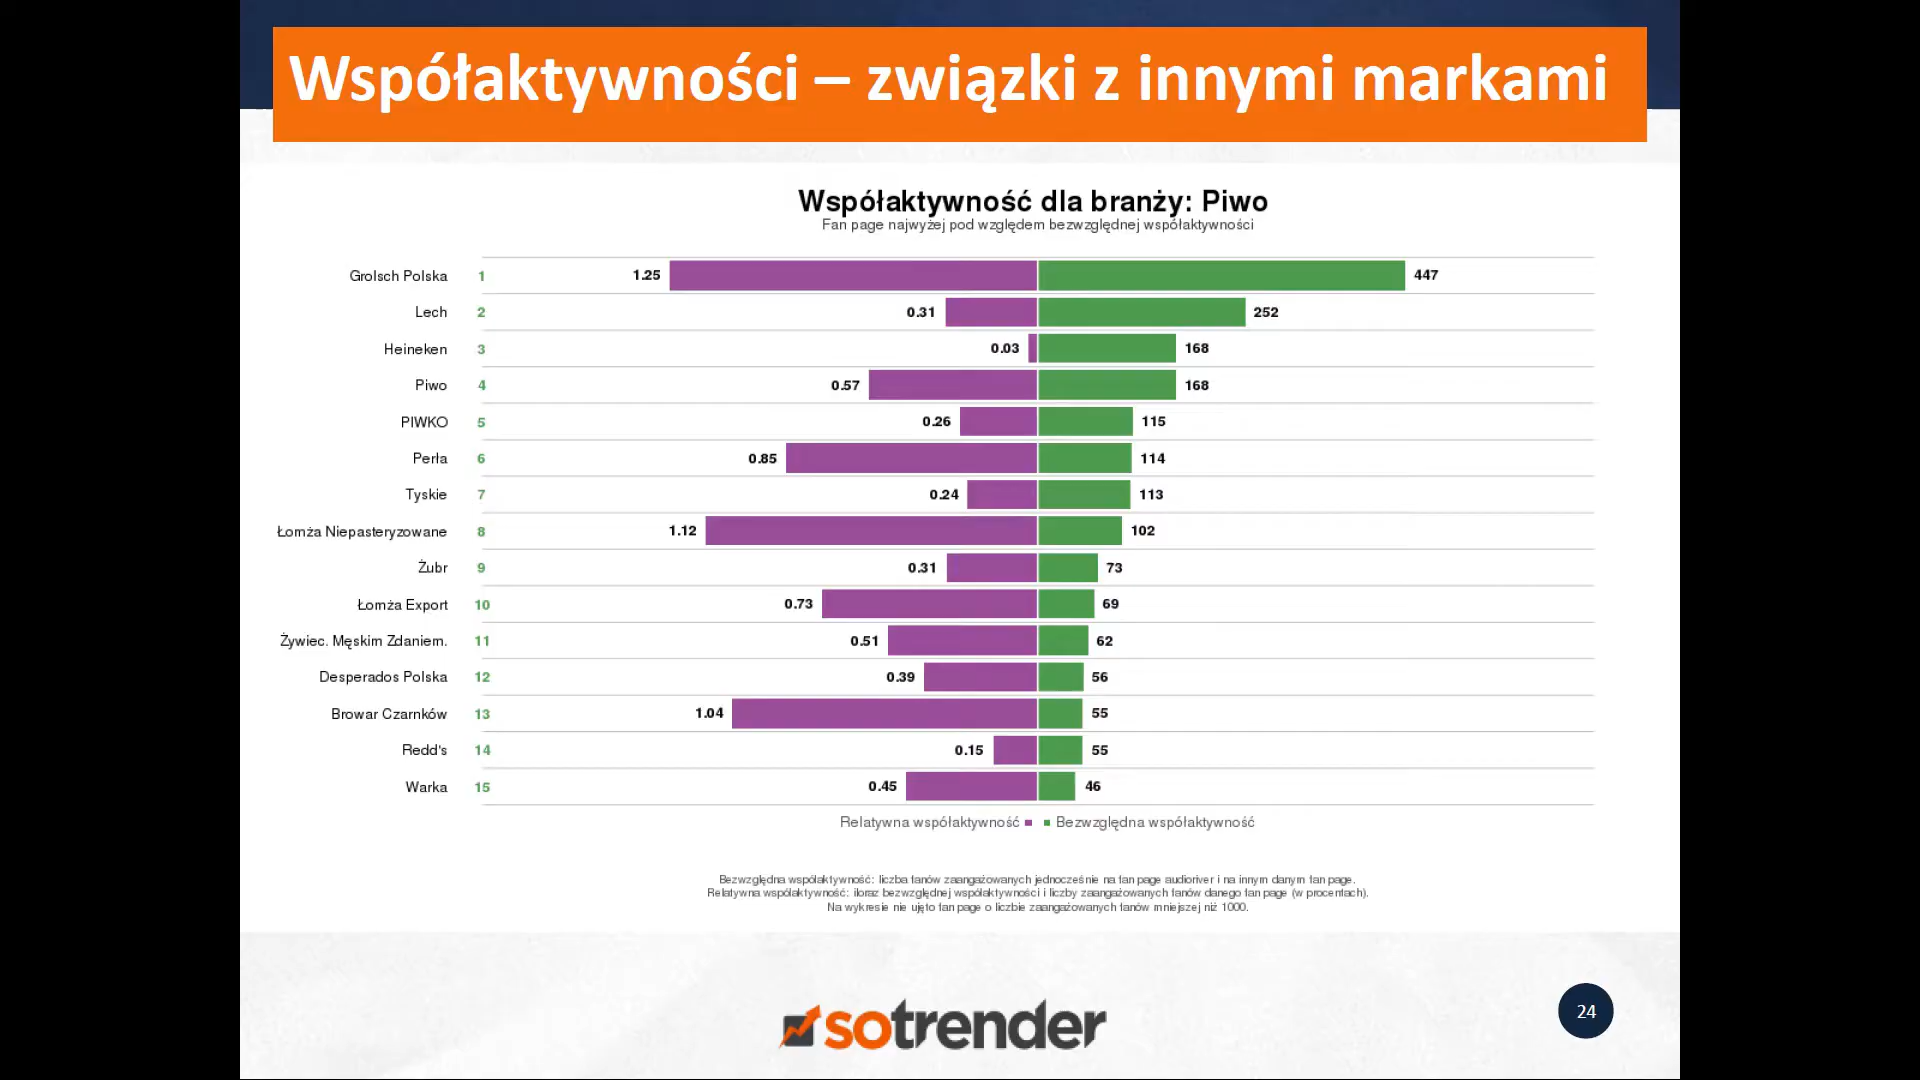 Współaktywności – związki z innymi markami
Współaktywność dla branży: Piwo
Fan page najwyżej pod względem bezwzględnej współaktywności
Grolsch Polska 1 1.25 447
Lech 2 0.31 252
Heineken 3 0.03 168
Piwo 4 0.57 168
PIWKO 5 0.26 115
Perła 6 0.85 114
Tyskie 7 0.24 113
Łomża Niepasteryzowane 8 1.12 102
Żubr 9 0.31 73
Łomża Export 10 0.73 69
Żywiec. Męskim Zdaniem. 11 0.51 62
Desperados Polska 12 0.39 56
Browar Czarnków 13 1.04 55
Redd's 14 0.15 55
Warka 15 0.45 46
Relatywna współaktywność Bezwzględna współaktywność
Bezwzględna współaktywność: liczba fanów zaangażowanych jednocześnie na fan page audioriver i na innym danym fan page.
Relatywna współaktywność: iloraz bezwzględnej współaktywności i liczby zaangażowanych fanów danego fan page (w procentach).
Na wykresie nie ujęto fan page o liczbie zaangażowanych fanów mniejszej niż 1000.
sotrender
24